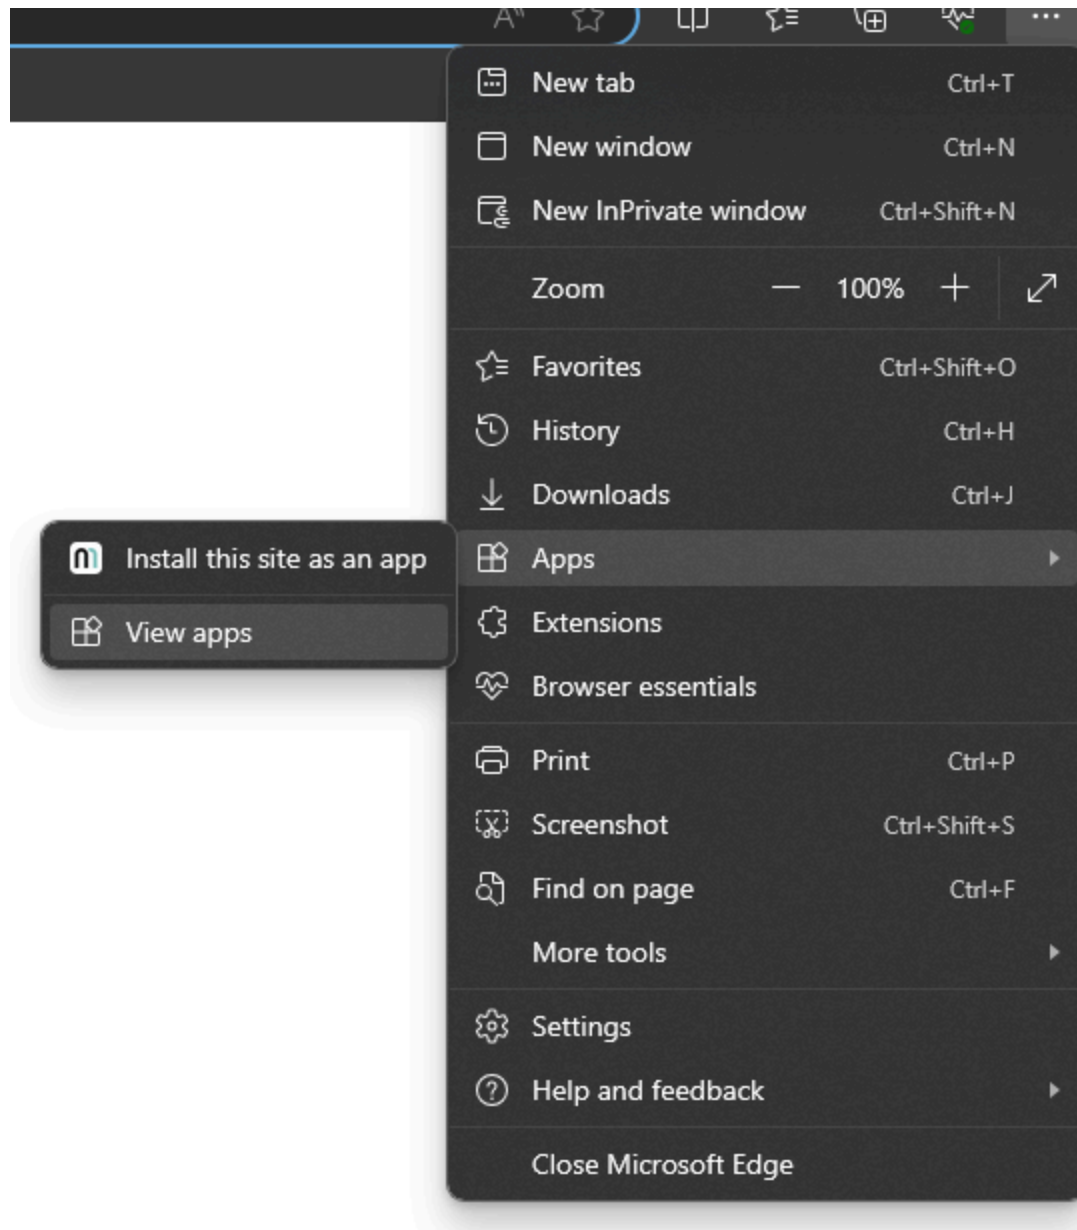 New tab Ctrl+T
New window Ctrl+N
New InPrivate window Ctrl+Shift+N
Zoom 100%
Favorites Ctrl+Shift+O
History Ctrl+H
Downloads Ctrl+J
Install this site as an app
Apps
View apps
Extensions
Browser essentials
Print Ctrl+P
Screenshot Ctrl+Shift+S
Find on page Ctrl+F
More tools
Settings
Help and feedback
Close Microsoft Edge